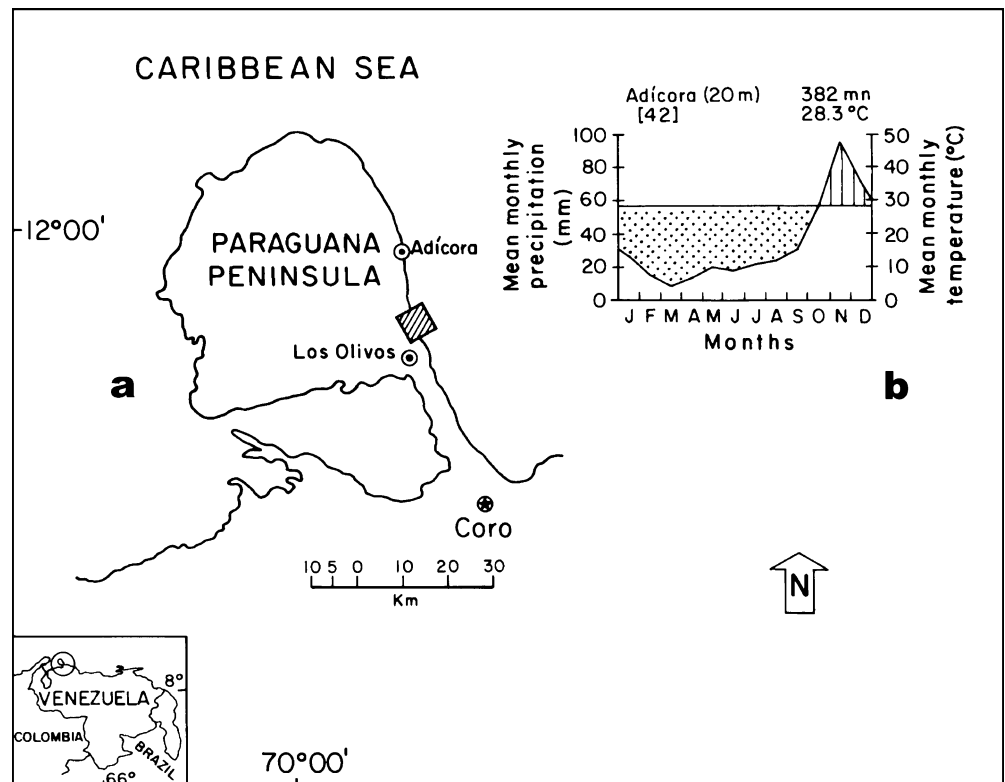 CARIBBEAN SEA
12°00'
PARAGUANA
PENINSULA
Adícora
Los Olivos
a
Coro
10 5 0 10 20 30
Km
Adícora (20 m) 382 mn
[42] 28.3 °C
Mean monthly
precipitation
(mm)
100
80
60
40
20
0
50
40
30
20
10
0
Mean monthly
temperature (°C)
J F M A M J J A S O N D
Months
b
N
8°
VENEZUELA
COLOMBIA
BRAZIL
66°
70°00'